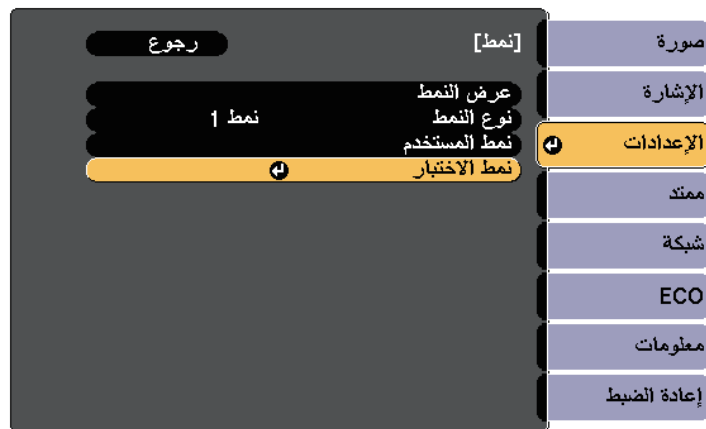 صورة
الإشارة
الإعدادات
ممتد
شبكة
ECO
معلومات
إعادة الضبط
[نمط] رجوع
عرض النمط
نوع النمط نمط 1
نمط المستخدم
نمط الاختبار